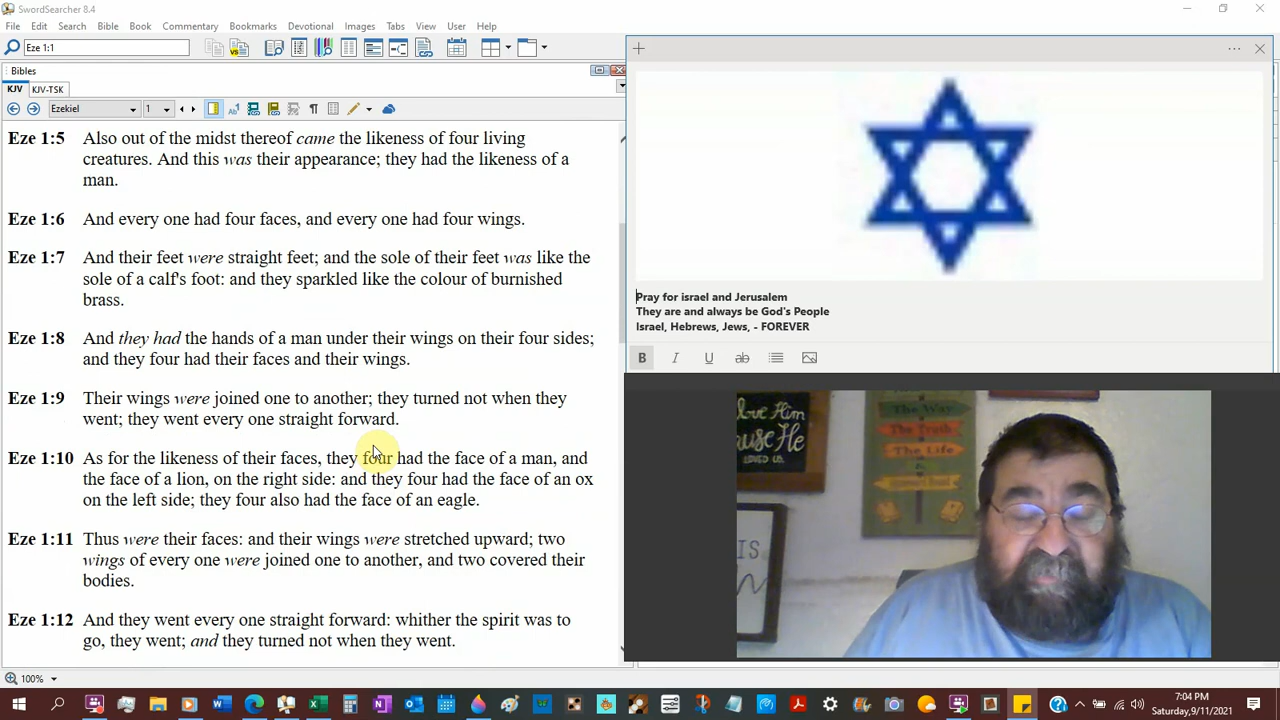 SwordSearcher 8.4
File Edit Search Bible Book Commentary Bookmarks Devotional Images Tabs View User Help
Eze 1:1
Bibles
KJV KJV-TSK
Ezekiel 1
Eze 1:5 Also out of the midst thereof came the likeness of four living
creatures. And this was their appearance; they had the likeness of a
man.
Eze 1:6 And every one had four faces, and every one had four wings.
Eze 1:7 And their feet were straight feet; and the sole of their feet was like the
sole of a calf's foot: and they sparkled like the colour of burnished
brass.
Eze 1:8 And they had the hands of a man under their wings on their four sides;
and they four had their faces and their wings.
Eze 1:9 Their wings were joined one to another; they turned not when they
went; they went every one straight forward.
Eze 1:10 As for the likeness of their faces, they four had the face of a man, and
the face of a lion, on the right side: and they four had the face of an ox
on the left side; they four also had the face of an eagle.
Eze 1:11 Thus were their faces: and their wings were stretched upward; two
wings of every one were joined one to another, and two covered their
bodies.
Eze 1:12 And they went every one straight forward: whither the spirit was to
go, they went; and they turned not when they went.
100%
Pray for israel and Jerusalem
They are and always be God's People
Israel, Hebrews, Jews, - FOREVER
B I U ab
Love Him
cause He
LOVED US.
The Way
The Truth
The Life
IS
7:04 PM
Saturday,9/11/2021